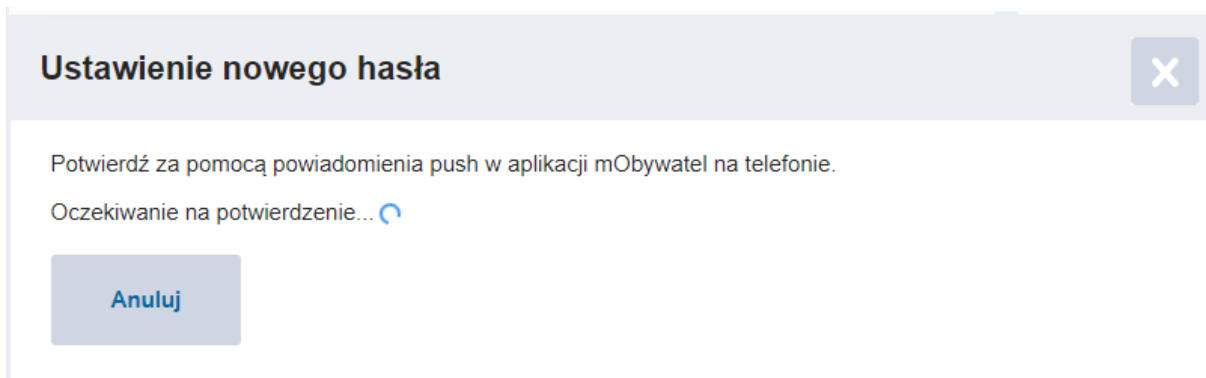 Ustawienie nowego hasła
Potwierdź za pomocą powiadomienia push w aplikacji mObywatel na telefonie.
Oczekiwanie na potwierdzenie...
Anuluj